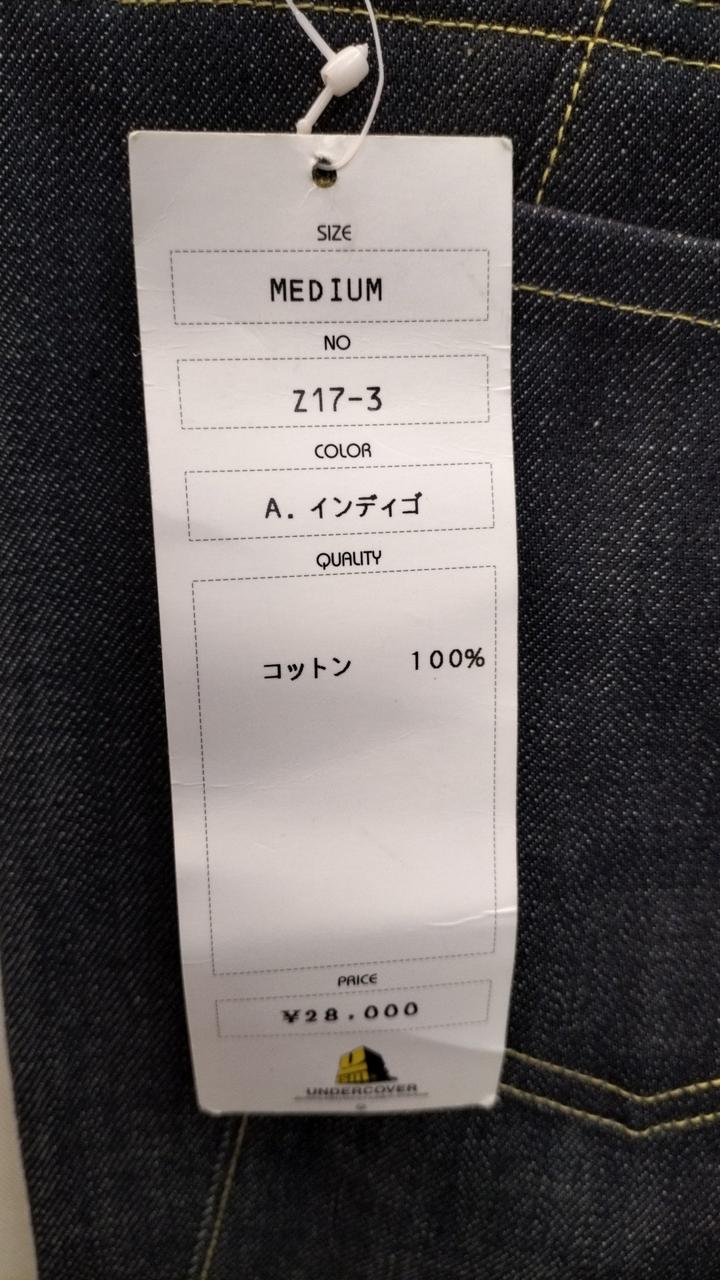 SIZE
MEDIUM
NO
Z17-3
COLOR
A. インディゴ
QUALITY
コットン 100%
PRICE
¥28,000
U
UNDERCOVER